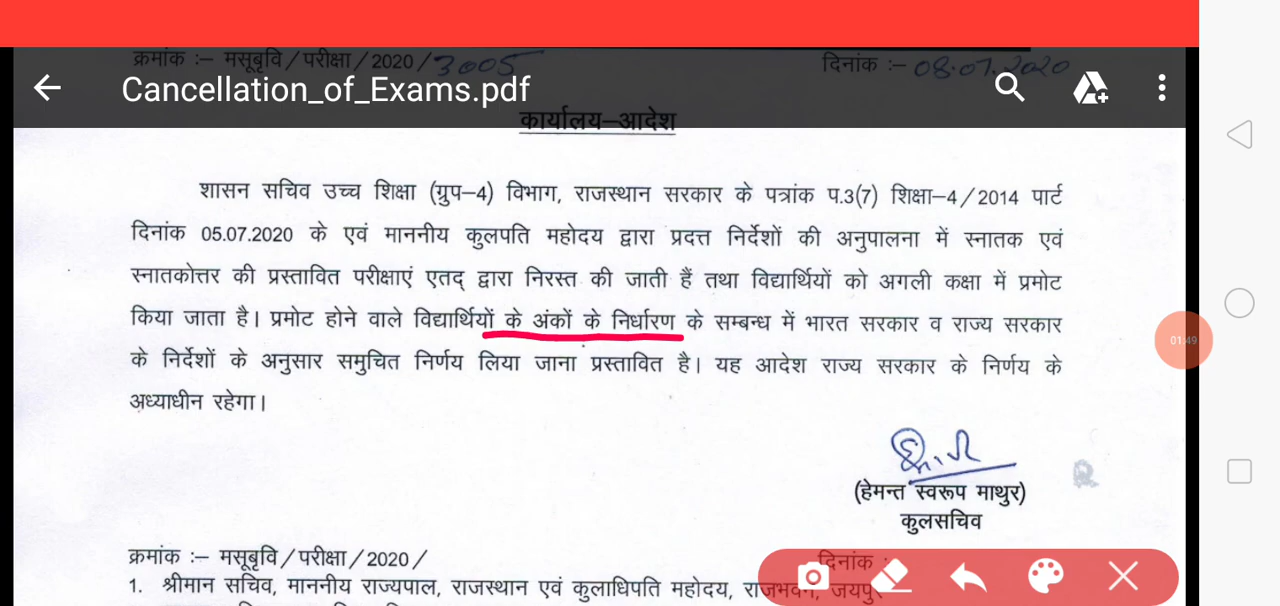 क्रमांक :– मसूबृवि/परीक्षा/2020/3005 दिनांक :– 08.07.2020
Cancellation_of_Exams.pdf
कार्यालय–आदेश
शासन सचिव उच्च शिक्षा (ग्रुप–4) विभाग, राजस्थान सरकार के पत्रांक प.3(7) शिक्षा–4/2014 पार्ट
दिनांक 05.07.2020 के एवं माननीय कुलपति महोदय द्वारा प्रदत्त निर्देशों की अनुपालना में स्नातक एवं
स्नातकोत्तर की प्रस्तावित परीक्षाएं एतद् द्वारा निरस्त की जाती हैं तथा विद्यार्थियों को अगली कक्षा में प्रमोट
किया जाता है। प्रमोट होने वाले विद्यार्थियों के अंकों के निर्धारण के सम्बन्ध में भारत सरकार व राज्य सरकार
के निर्देशों के अनुसार समुचित निर्णय लिया जाना प्रस्तावित है। यह आदेश राज्य सरकार के निर्णय के
अध्याधीन रहेगा।
01:49
(हेमन्त स्वरूप माथुर)
कुलसचिव
क्रमांक :– मसूबृवि/परीक्षा/2020/ दिनांक :
1. श्रीमान सचिव, माननीय राज्यपाल, राजस्थान एवं कुलाधिपति महोदय, राजभवन, जयपुर